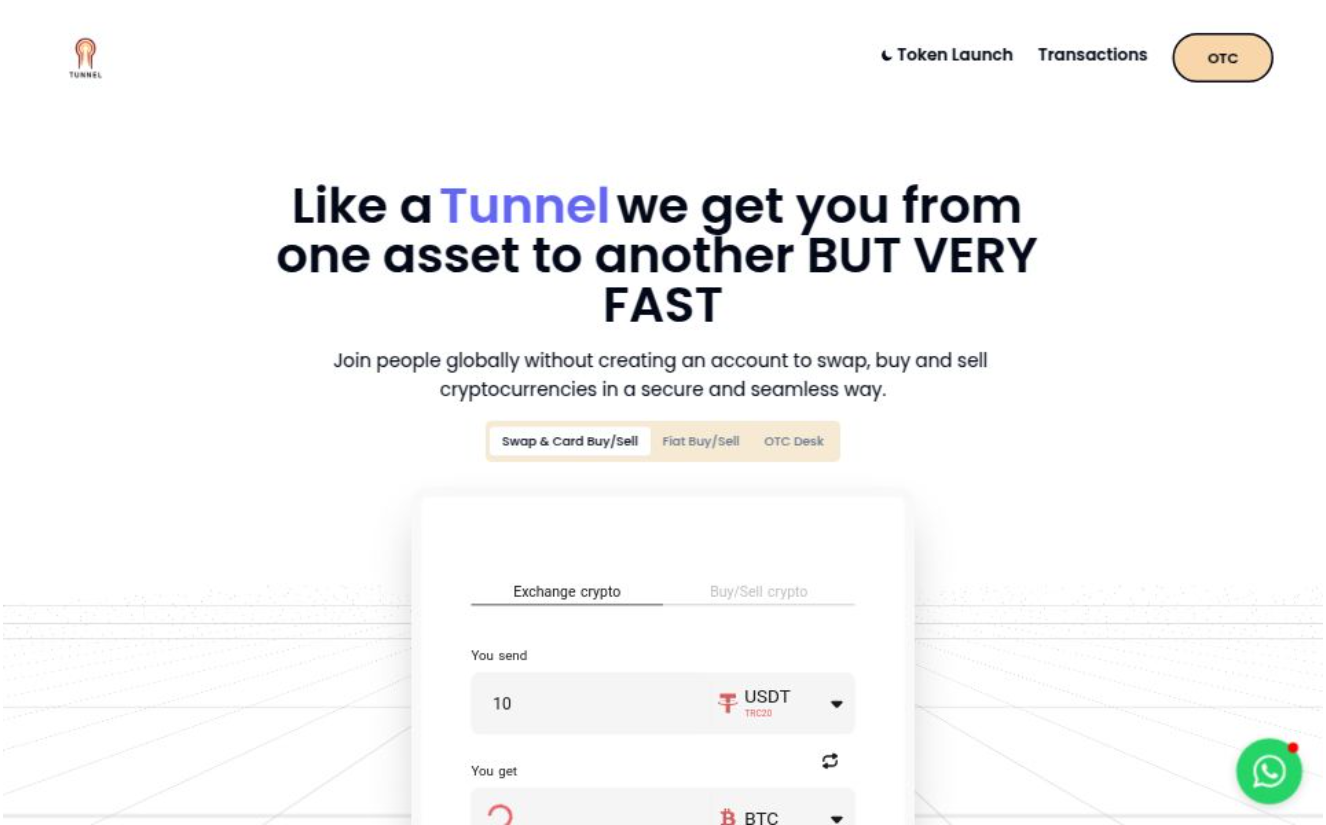 TUNNEL
Token Launch Transactions OTC
Like a Tunnel we get you from
one asset to another BUT VERY
FAST
Join people globally without creating an account to swap, buy and sell
cryptocurrencies in a secure and seamless way.
Swap & Card Buy/Sell Fiat Buy/Sell OTC Desk
Exchange crypto Buy/Sell crypto
You send
10 USDT
TRC20
You get
BTC